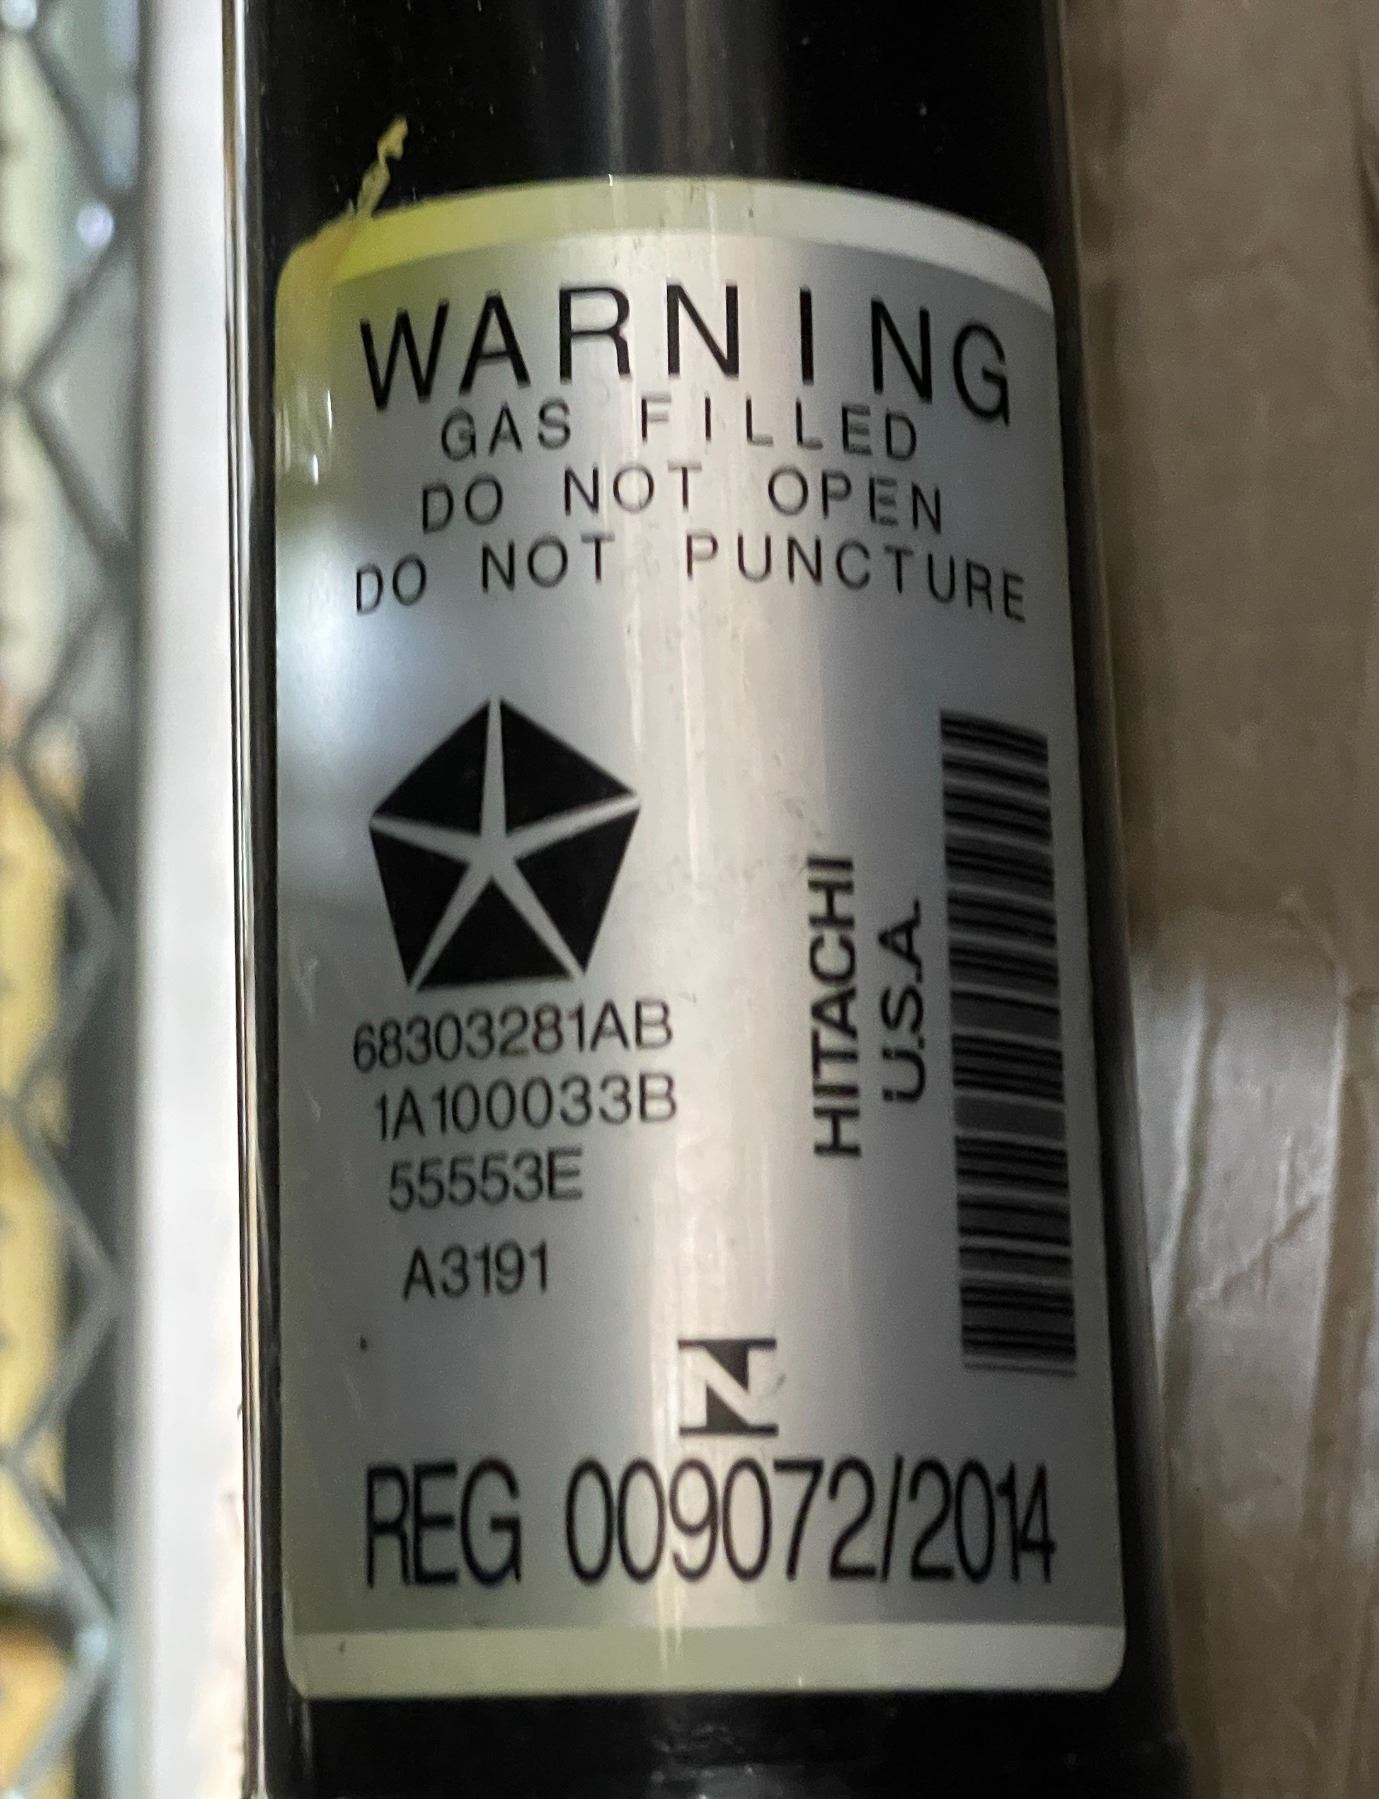 WARNING
GAS FILLED
DO NOT OPEN
DO NOT PUNCTURE
68303281AB
1A100033B
55553E
A3191
HITACHI
U.S.A.
N
REG 009072/2014